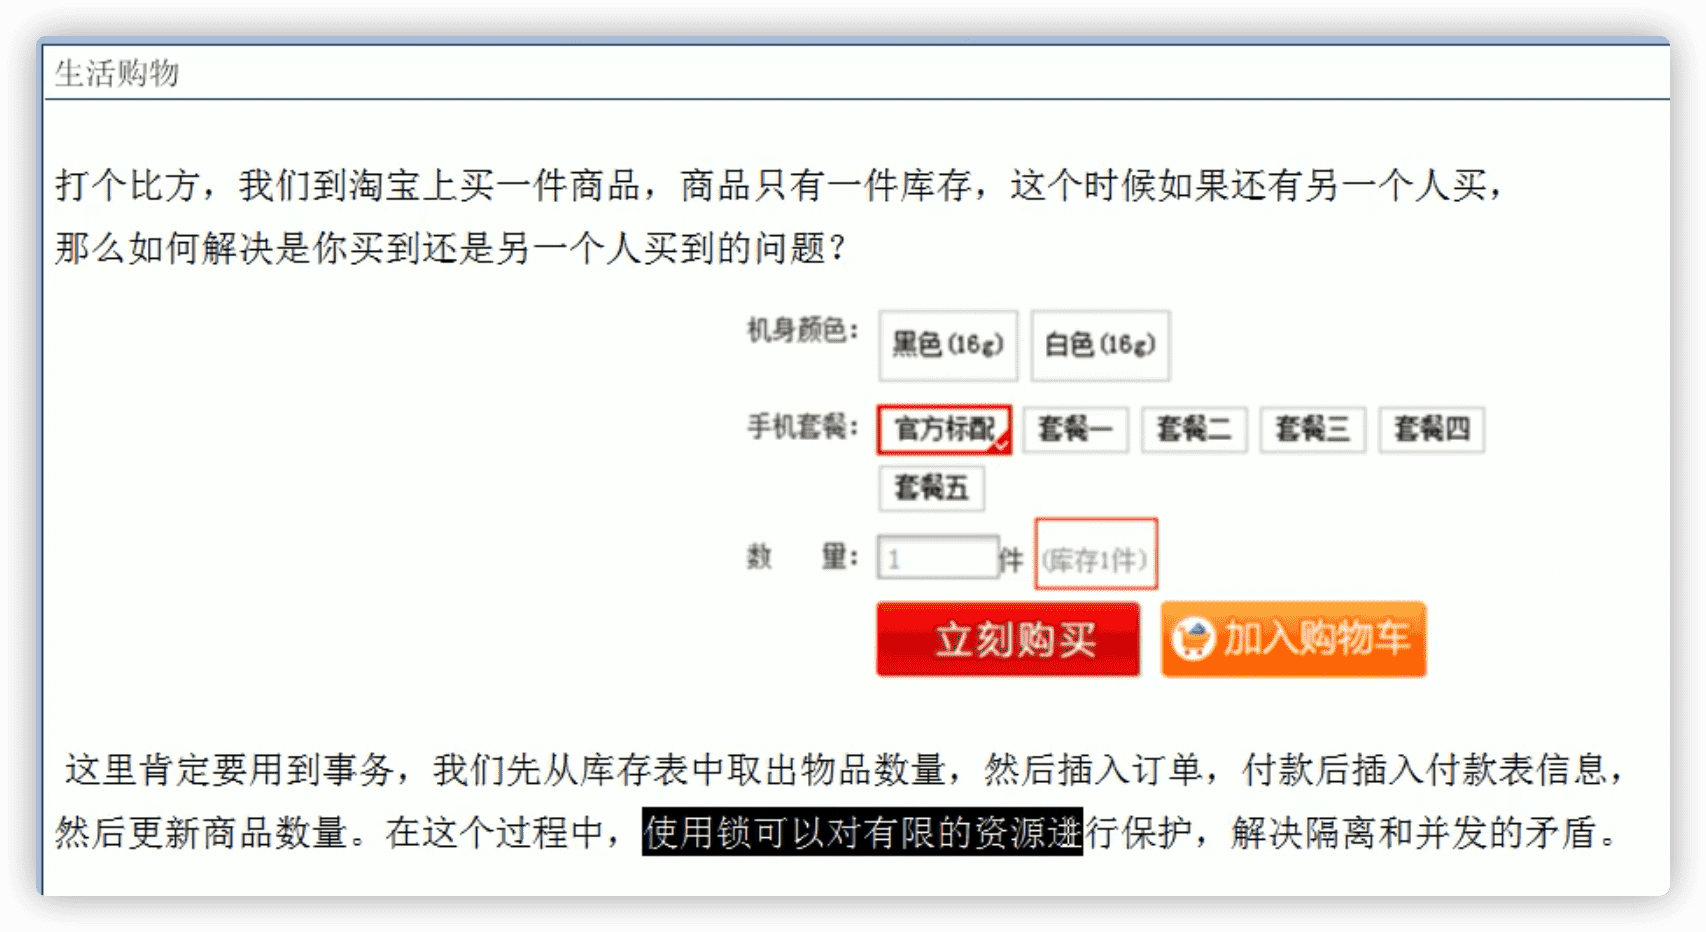 生活购物
打个比方，我们到淘宝上买一件商品，商品只有一件库存，这个时候如果还有另一个人买，
那么如何解决是你买到还是另一个人买到的问题？
机身颜色： 黑色(16g) 白色(16g)
手机套餐： 官方标配 套餐一 套餐二 套餐三 套餐四
套餐五
数 量： 1 件 (库存1件)
立刻购买 加入购物车
这里肯定要用到事务，我们先从库存表中取出物品数量，然后插入订单，付款后插入付款表信息，
然后更新商品数量。在这个过程中，使用锁可以对有限的资源进行保护，解决隔离和并发的矛盾。